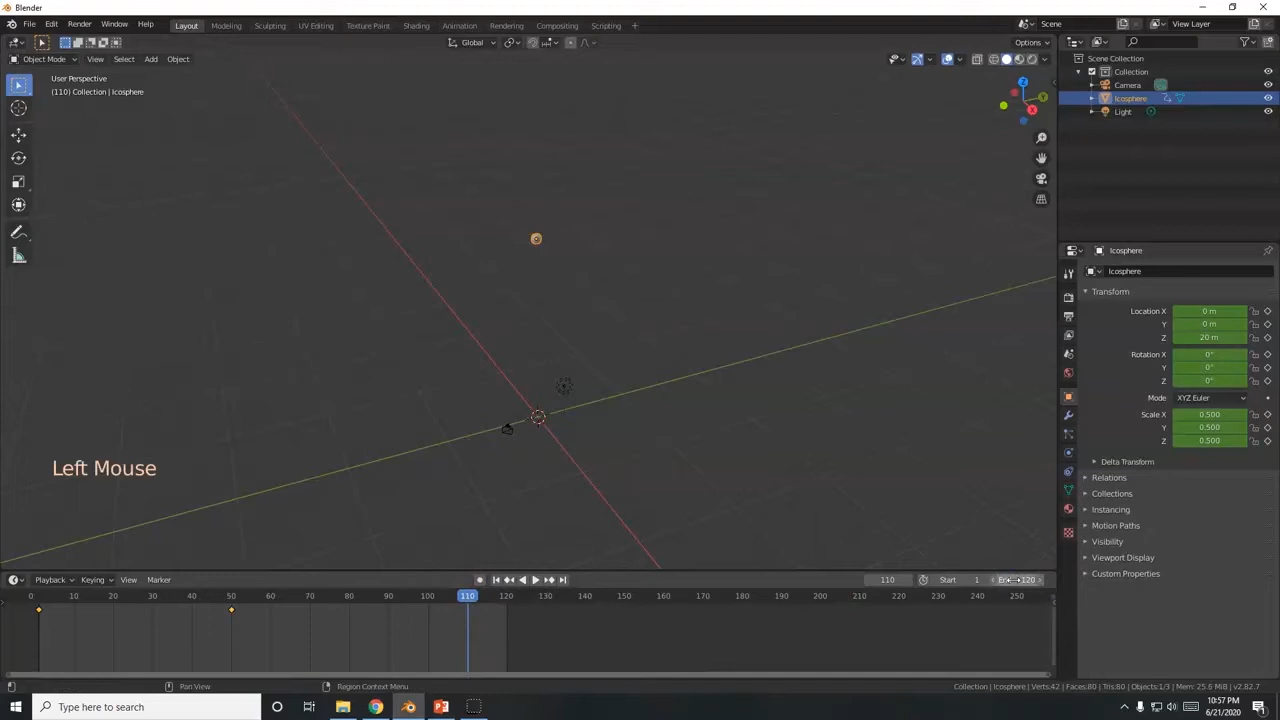 Blender
File Edit Render Window Help Layout Modeling Sculpting UV Editing Texture Paint Shading Animation Rendering Compositing Scripting + Scene View Layer
Global Options
Object Mode View Select Add Object
User Perspective
(110) Collection | Icosphere
Z
Y
X
Scene Collection
Collection
Camera
Icosphere
Light
Icosphere
Icosphere
Transform
Location X 0 m
Y 0 m
Z 20 m
Rotation X 0°
Y 0°
Z 0°
Mode XYZ Euler
Scale X 0.500
Y 0.500
Z 0.500
Delta Transform
Relations
Collections
Instancing
Motion Paths
Visibility
Viewport Display
Custom Properties
Left Mouse
Playback Keying View Marker 110 Start 1 120
0 10 20 30 40 50 60 70 80 90 100 110 120 130 140 150 160 170 180 190 200 210 220 230 240 250
Pan View Region Context Menu Collection | Icosphere | Verts:42 | Faces:80 | Tris:80 | Objects:1/3 | Mem: 25.6 MiB | v2.82.7
Type here to search
10:57 PM
6/21/2020